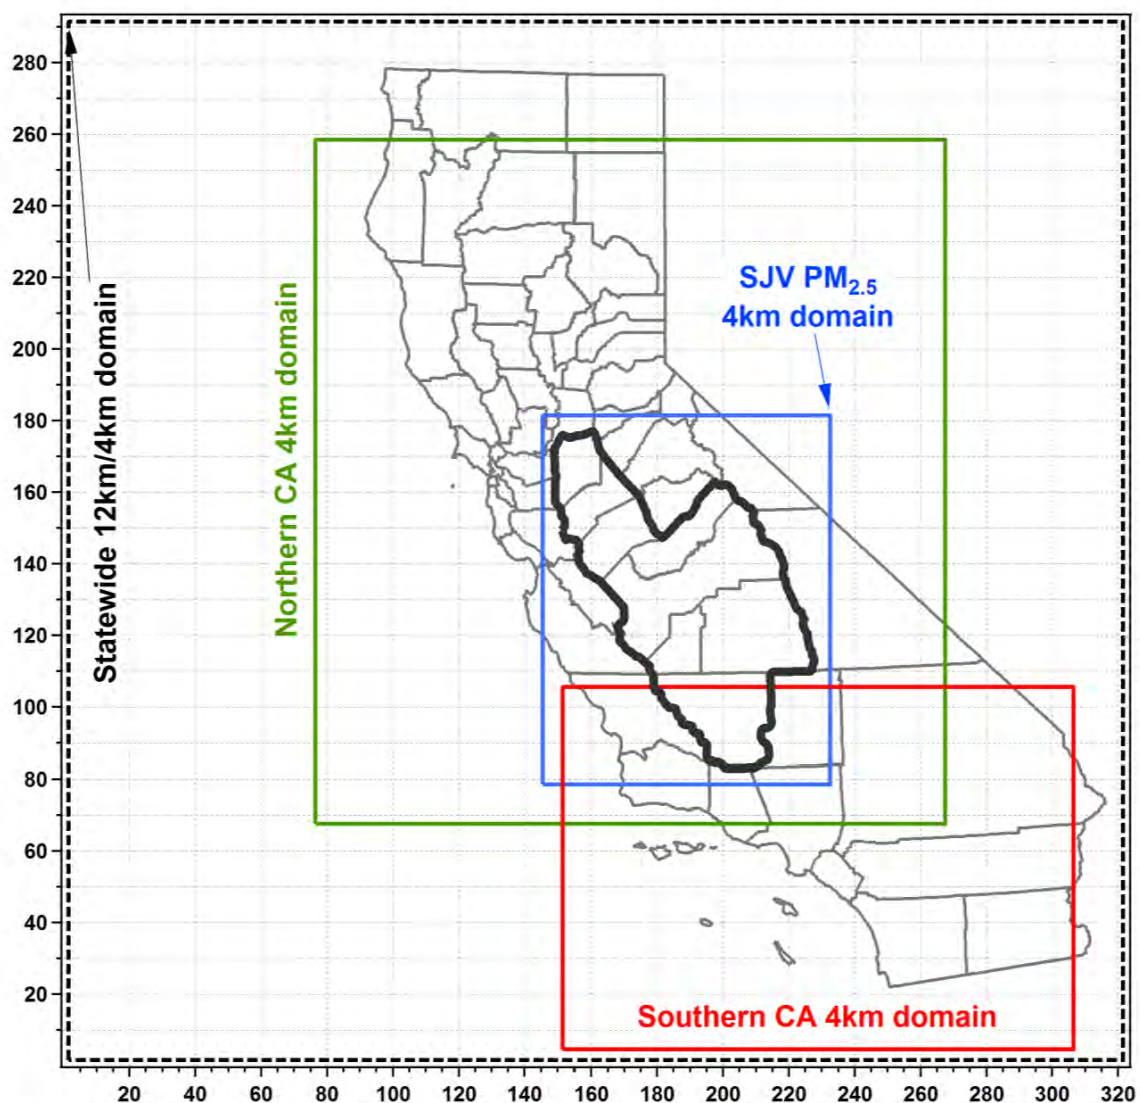 280
260
240
220
200
180
160
140
120
100
80
60
40
20
Statewide 12km/4km domain
Northern CA 4km domain
SJV PM2.5
4km domain
Southern CA 4km domain
20 40 60 80 100 120 140 160 180 200 220 240 260 280 300 320